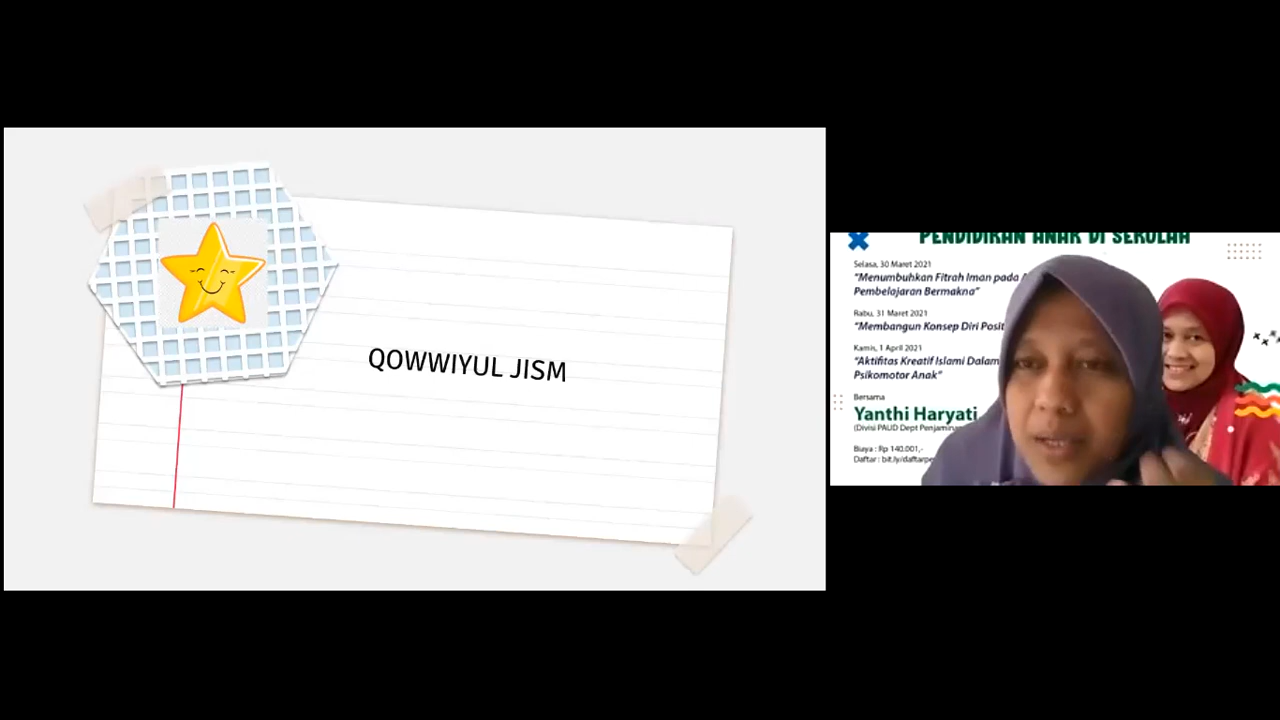 QOWWIYUL JISM
PENDIDIKAN ANAK DI SEKOLAH
Selasa, 30 Maret 2021
"Menumbuhkan Fitrah Iman pada
Pembelajaran Bermakna"
Rabu, 31 Maret 2021
"Membangun Konsep Diri Posit
Kamis, 1 April 2021
"Aktifitas Kreatif Islami Dalam
Psikomotor Anak"
Bersama
Yanthi Haryati
(Divisi PAUD Dept Penjamina
Biaya : Rp 140.001,-
Daftar : bit.ly/daftarpe